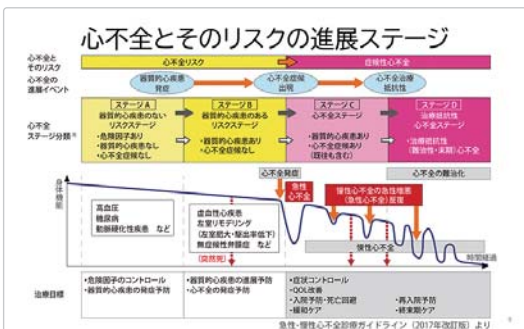 心不全とそのリスクの進展ステージ
心不全と
そのリスク
心不全リスク
症候性心不全
心不全の
進展イベント
器質的心疾患
発症
心不全症候
出現
心不全治療
抵抗性
心不全
ステージ分類
ステージA
器質的心疾患のない
リスクステージ
・危険因子あり
・器質的心疾患なし
・心不全症候なし
ステージB
器質的心疾患のある
リスクステージ
・器質的心疾患あり
・心不全症候なし
ステージC
心不全ステージ
・器質的心疾患あり
・心不全症候あり
(既往も含む)
ステージD
治療抵抗性
心不全ステージ
・治療抵抗性
(難治性・末期)心不全
身体機能
心不全発症
心不全の難治化
急性
心不全
慢性心不全の急性増悪
(急性心不全)反復
高血圧
糖尿病
動脈硬化性疾患 など
虚血性心疾患
左室リモデリング
(左室肥大・駆出率低下)
無症候性弁膜症 など
(突然死)
慢性心不全
時間経過
治療目標
・危険因子のコントロール
・器質的心疾患の発症予防
・器質的心疾患の進展予防
・心不全の発症予防
・症状コントロール
・QOL改善
・入院予防・死亡回避
・緩和ケア
・再入院予防
・終末期ケア
急性・慢性心不全診療ガイドライン(2017年改訂版)より